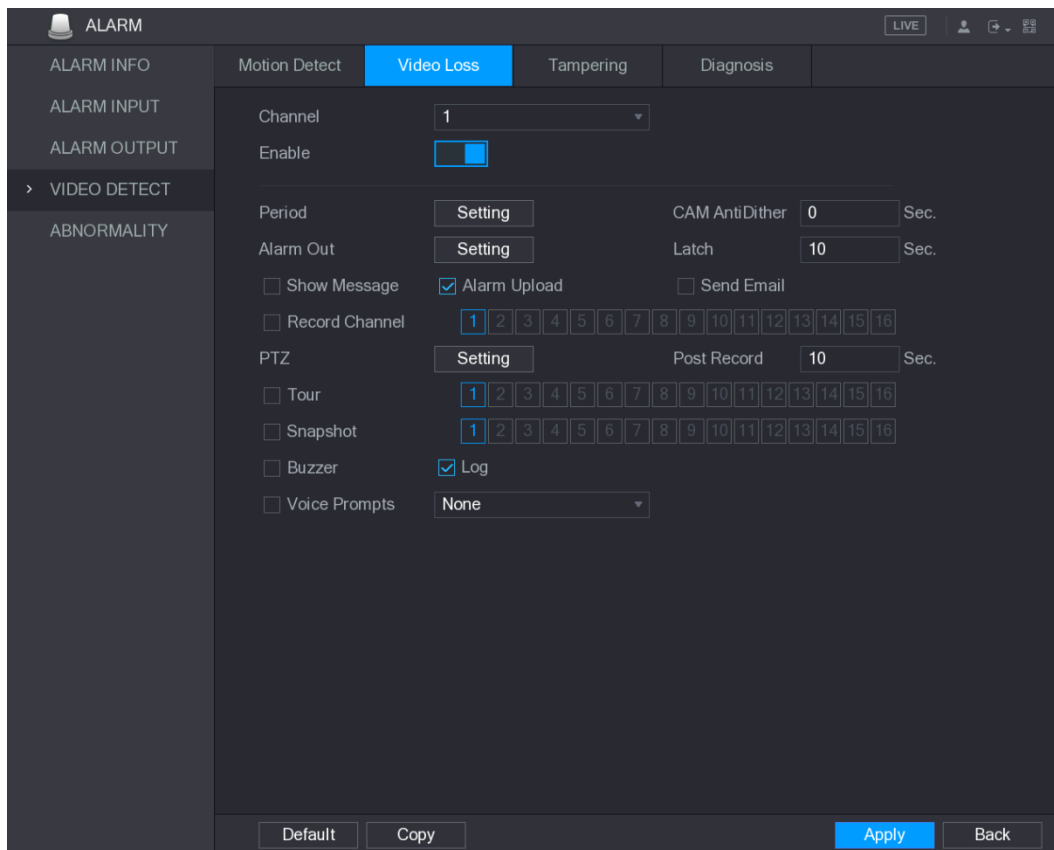 ALARM LIVE
ALARM INFO
ALARM INPUT
ALARM OUTPUT
VIDEO DETECT
ABNORMALITY
Motion Detect Video Loss Tampering Diagnosis
Channel 1
Enable
Period Setting CAM AntiDither 0 Sec.
Alarm Out Setting Latch 10 Sec.
Show Message Alarm Upload Send Email
Record Channel 1 2 3 4 5 6 7 8 9 10 11 12 13 14 15 16
PTZ Setting Post Record 10 Sec.
Tour 1 2 3 4 5 6 7 8 9 10 11 12 13 14 15 16
Snapshot 1 2 3 4 5 6 7 8 9 10 11 12 13 14 15 16
Buzzer Log
Voice Prompts None
Default Copy Apply Back